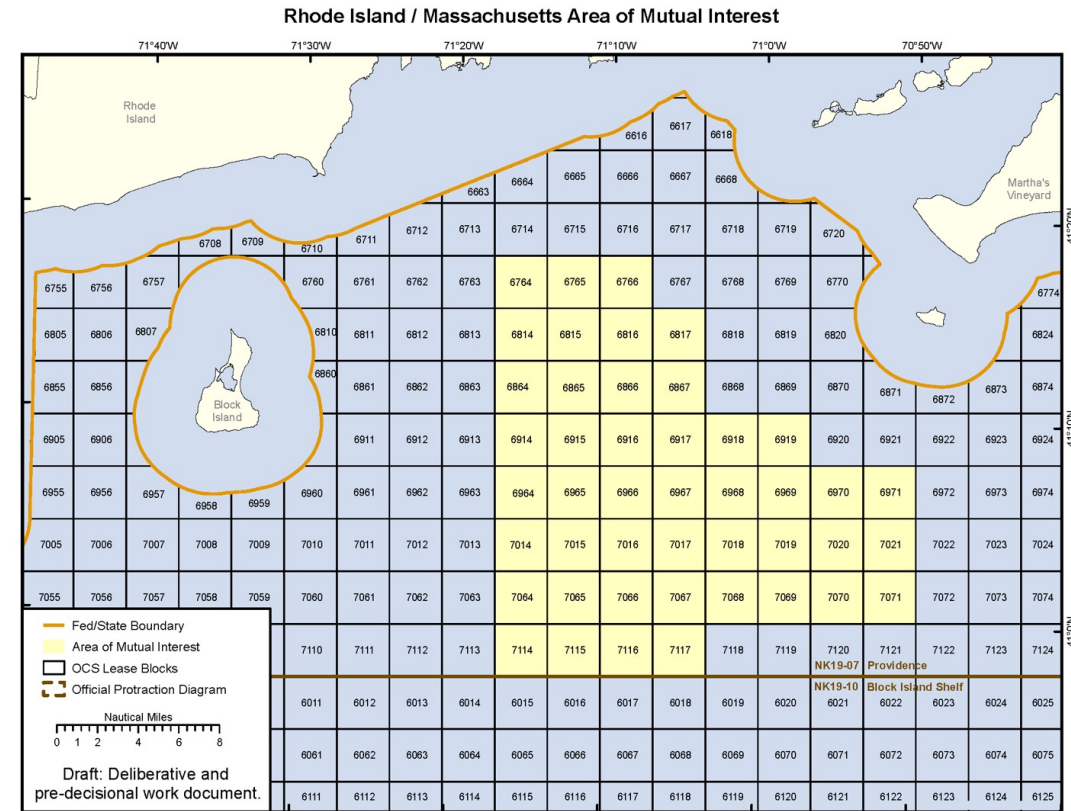 Rhode Island / Massachusetts Area of Mutual Interest
71°40'W 71°30'W 71°20'W 71°10'W 71°0'W 70°50'W
Rhode
Island
Martha's
Vineyard
41°20'N
6616 6617 6618
6663 6664 6665 6666 6667 6668
6708 6709 6710 6711 6712 6713 6714 6715 6716 6717 6718 6719 6720
6755 6756 6757 6760 6761 6762 6763 6764 6765 6766 6767 6768 6769 6770 6774
6805 6806 6807 6810 6811 6812 6813 6814 6815 6816 6817 6818 6819 6820 6824
6855 6856 6860 6861 6862 6863 6864 6865 6866 6867 6868 6869 6870 6871 6872 6873 6874
Block
Island
41°10'N
6905 6906 6911 6912 6913 6914 6915 6916 6917 6918 6919 6920 6921 6922 6923 6924
6955 6956 6957 6958 6959 6960 6961 6962 6963 6964 6965 6966 6967 6968 6969 6970 6971 6972 6973 6974
7005 7006 7007 7008 7009 7010 7011 7012 7013 7014 7015 7016 7017 7018 7019 7020 7021 7022 7023 7024
7055 7056 7057 7058 7059 7060 7061 7062 7063 7064 7065 7066 7067 7068 7069 7070 7071 7072 7073 7074
41°0'N
7110 7111 7112 7113 7114 7115 7116 7117 7118 7119 7120 7121 7122 7123 7124
NK19-07 Providence
NK19-10 Block Island Shelf
6011 6012 6013 6014 6015 6016 6017 6018 6019 6020 6021 6022 6023 6024 6025
6061 6062 6063 6064 6065 6066 6067 6068 6069 6070 6071 6072 6073 6074 6075
6111 6112 6113 6114 6115 6116 6117 6118 6119 6120 6121 6122 6123 6124 6125
Fed/State Boundary
Area of Mutual Interest
OCS Lease Blocks
Official Protraction Diagram
Nautical Miles
0 1 2 4 6 8
Draft: Deliberative and
pre-decisional work document.